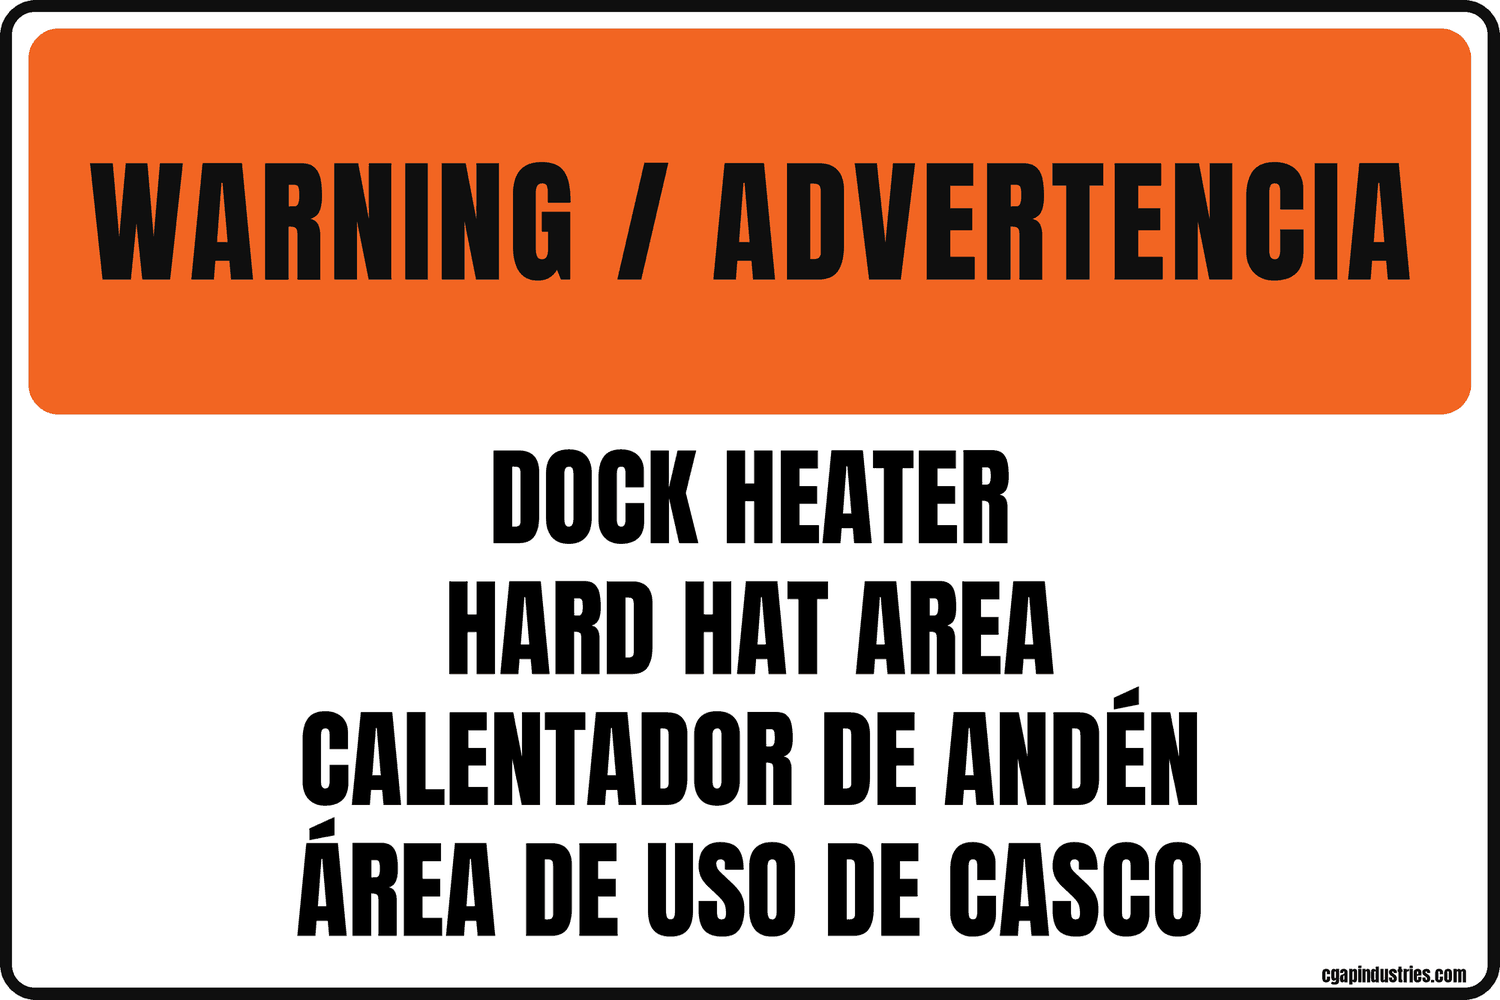 WARNING / ADVERTENCIA
DOCK HEATER
HARD HAT AREA
CALENTADOR DE ANDÉN
ÁREA DE USO DE CASCO
cgapindustries.com